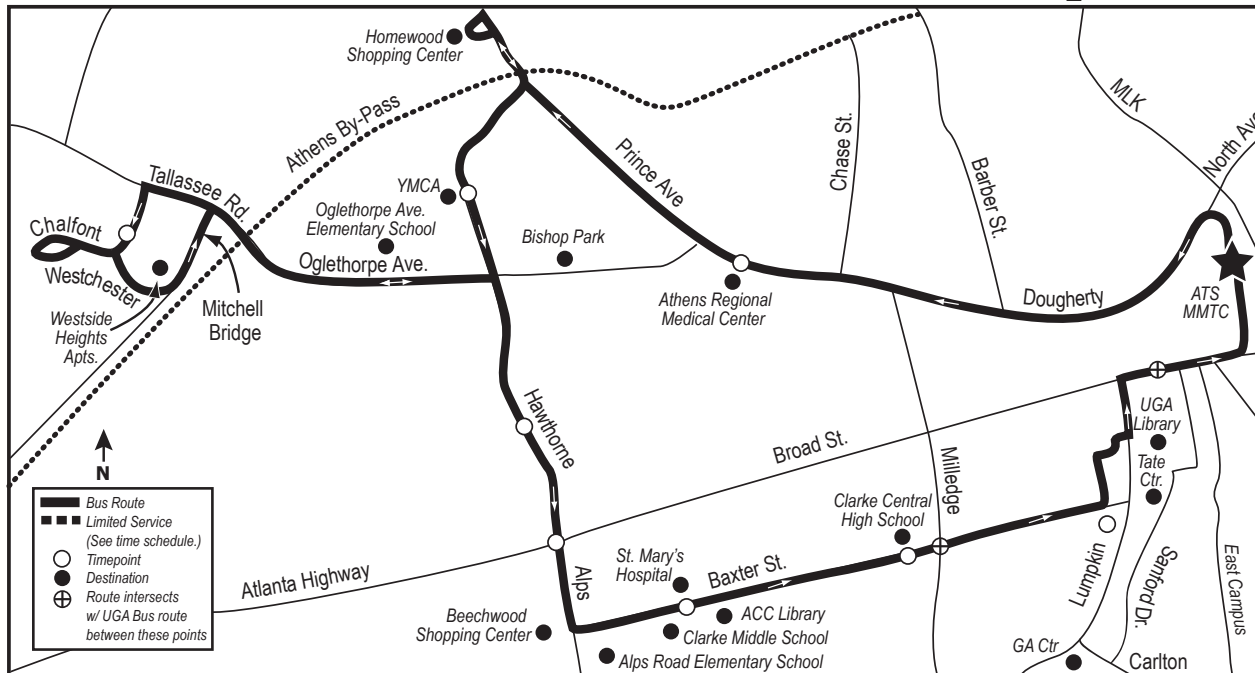 Homewood
Shopping Center
Athens By-Pass
Prince Ave
Chase St.
Barber St.
MLK
North Av
Tallassee Rd.
YMCA
Oglethorpe Ave.
Elementary School
Bishop Park
Chalfont
Westchester
Oglethorpe Ave.
Mitchell
Bridge
Westside
Heights
Apts.
Athens Regional
Medical Center
Dougherty
ATS
MMTC
Hawthorne
Broad St.
Milledge
UGA
Library
Tate
Ctr.
N
Bus Route
Limited Service
(See time schedule.)
Timepoint
Destination
Route intersects
w/ UGA Bus route
between these points
Clarke Central
High School
St. Mary's
Hospital
Baxter St.
Atlanta Highway
Alps
Beechwood
Shopping Center
ACC Library
Clarke Middle School
Alps Road Elementary School
Lumpkin
Sanford Dr.
East Campus
GA Ctr
Carlton